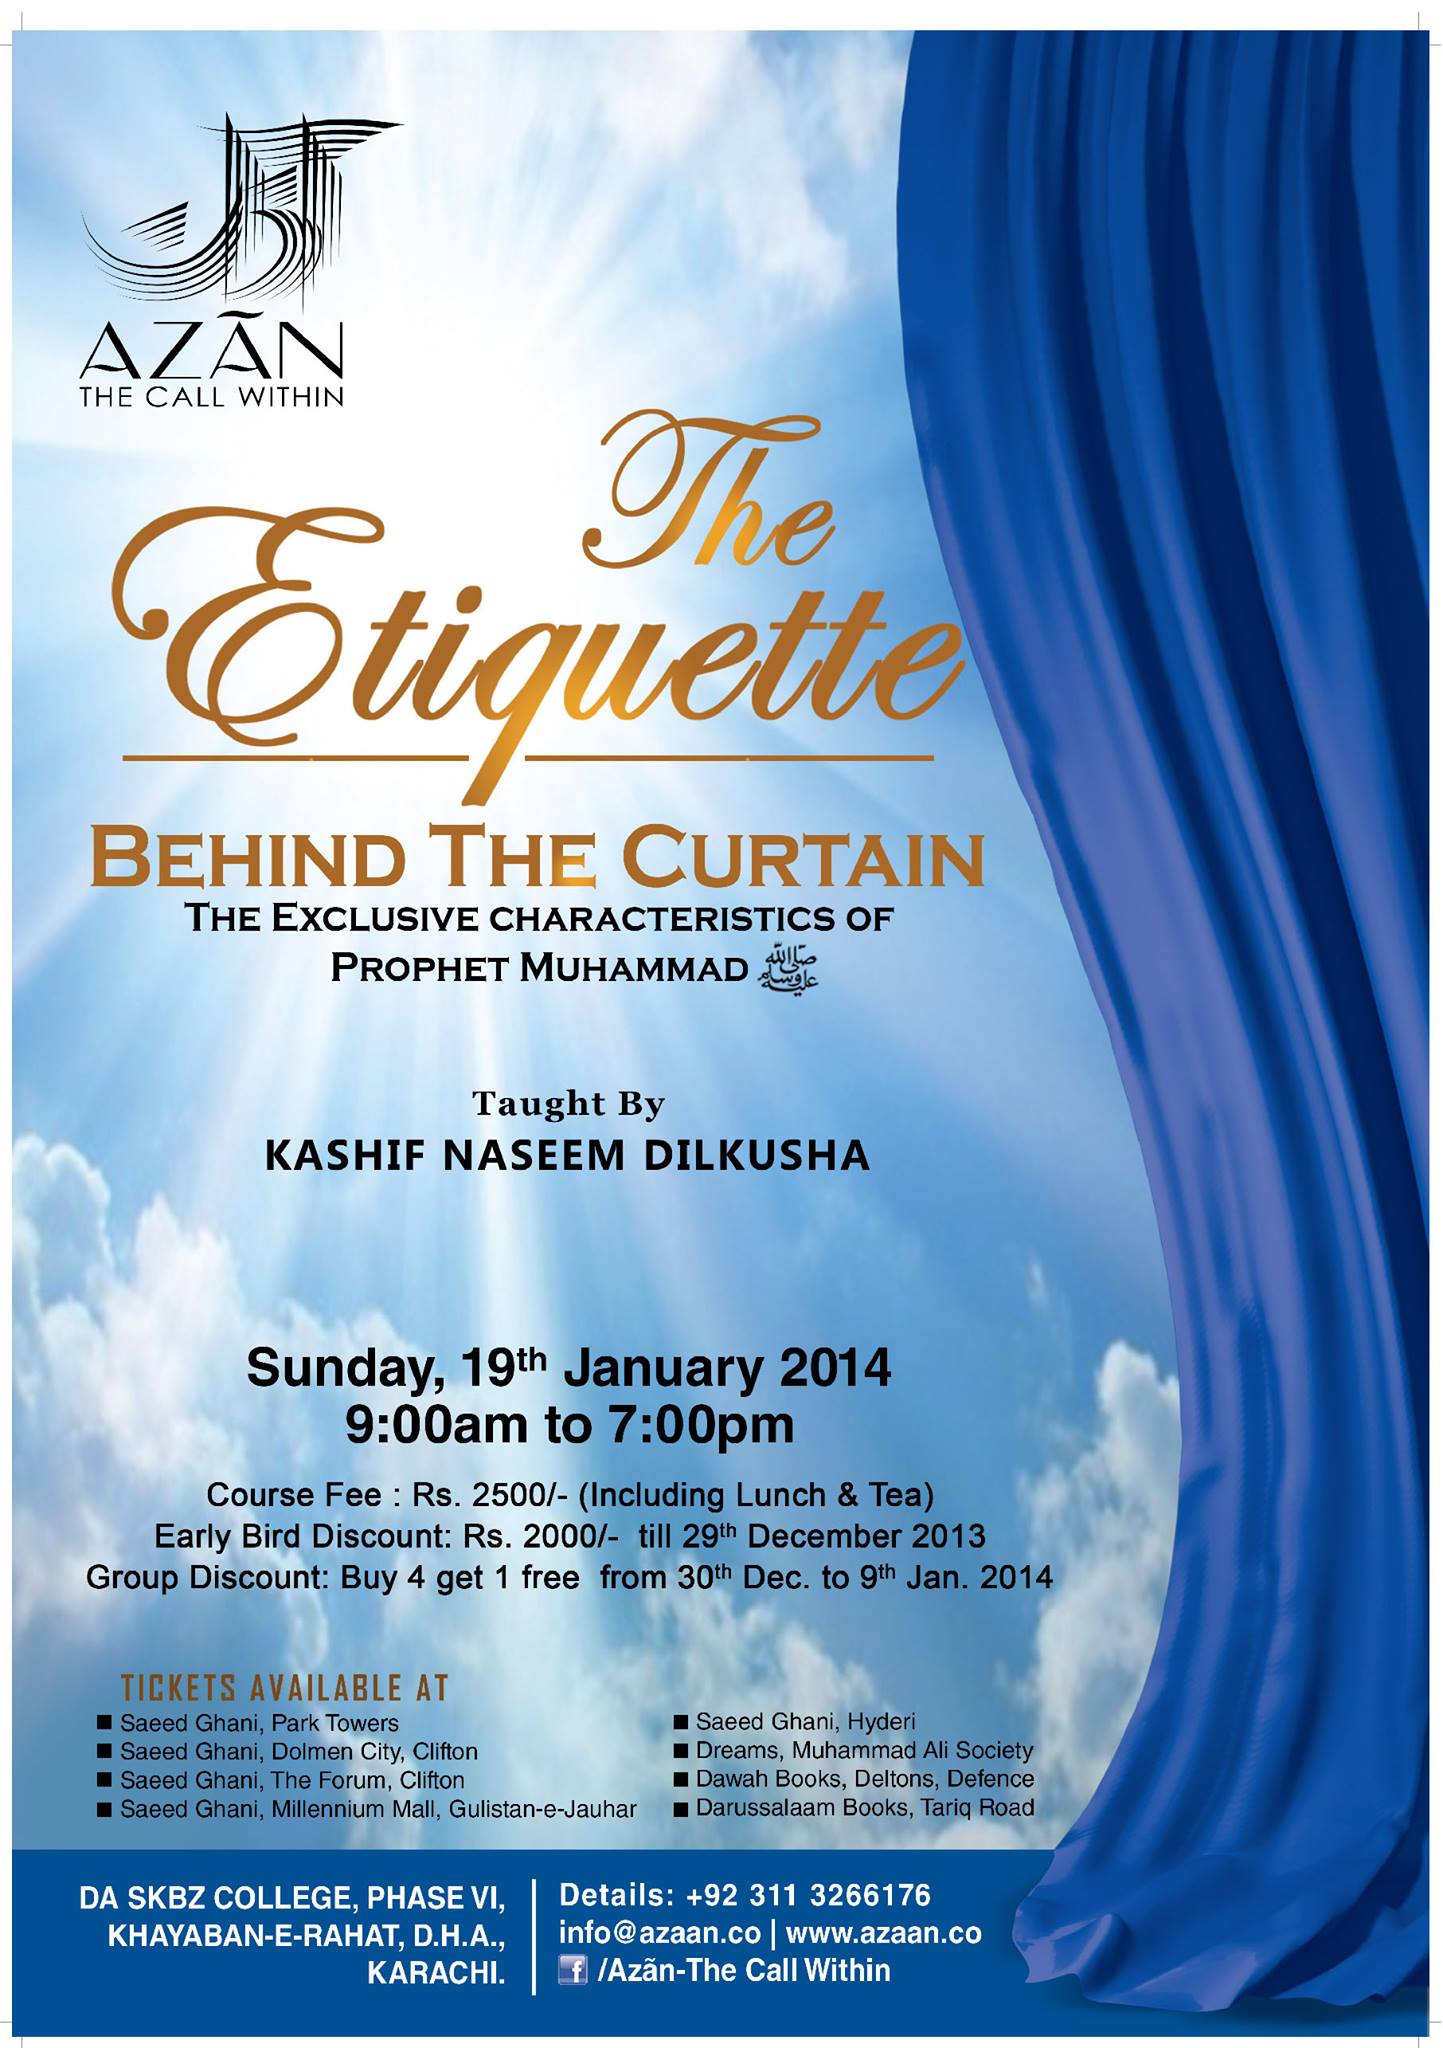 AZÃN
THE CALL WITHIN
The
Etiquette
BEHIND THE CURTAIN
THE EXCLUSIVE CHARACTERISTICS OF
PROPHET MUHAMMAD صلى الله عليه وسلم
Taught By
KASHIF NASEEM DILKUSHA
Sunday, 19th January 2014
9:00am to 7:00pm
Course Fee : Rs. 2500/- (Including Lunch & Tea)
Early Bird Discount: Rs. 2000/- till 29th December 2013
Group Discount: Buy 4 get 1 free from 30th Dec. to 9th Jan. 2014
TICKETS AVAILABLE AT
■ Saeed Ghani, Park Towers
■ Saeed Ghani, Dolmen City, Clifton
■ Saeed Ghani, The Forum, Clifton
■ Saeed Ghani, Millennium Mall, Gulistan-e-Jauhar
■ Saeed Ghani, Hyderi
■ Dreams, Muhammad Ali Society
■ Dawah Books, Deltons, Defence
■ Darussalaam Books, Tariq Road
DA SKBZ COLLEGE, PHASE VI,
KHAYABAN-E-RAHAT, D.H.A.,
KARACHI.
Details: +92 311 3266176
info@azaan.co | www.azaan.co
f /Azãn-The Call Within